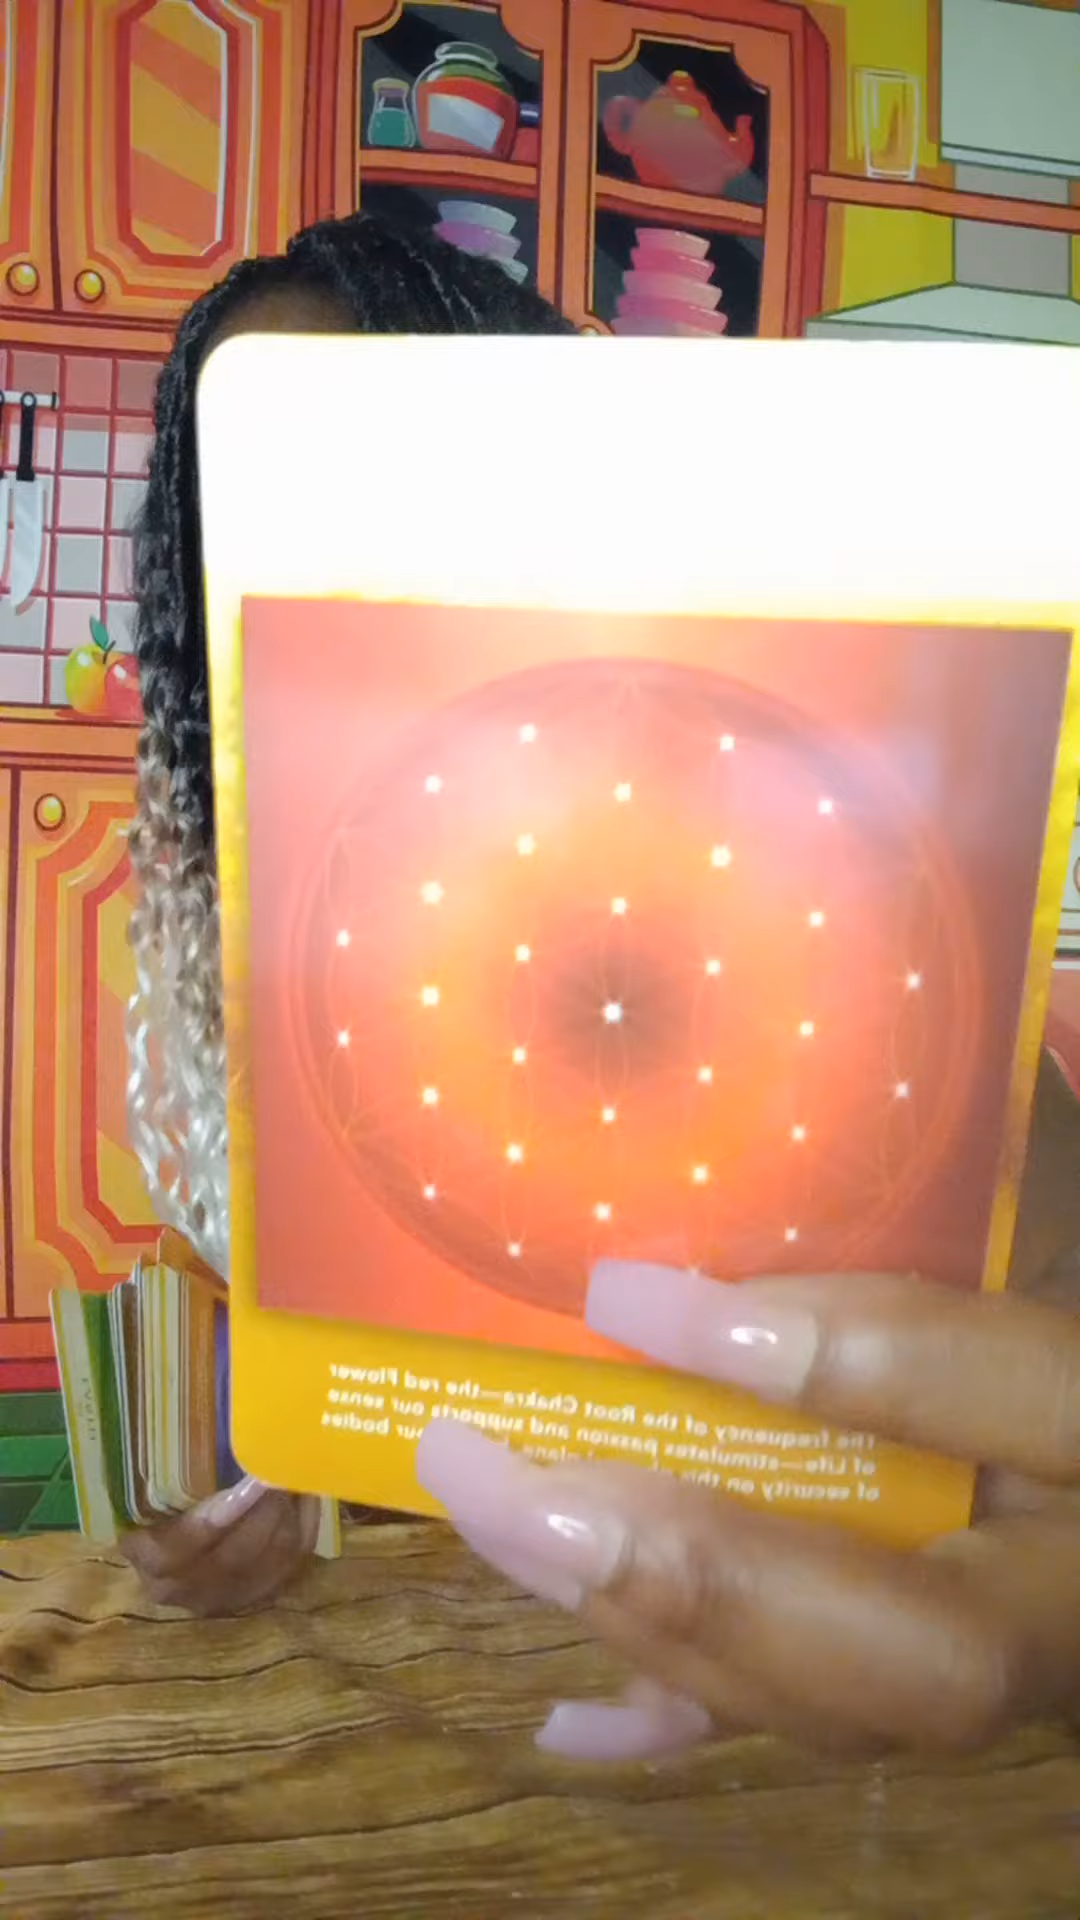 The frequency of the Root Chakra—the red Flower
of Life—stimulates passion and supports our sense
of security on this our bodies